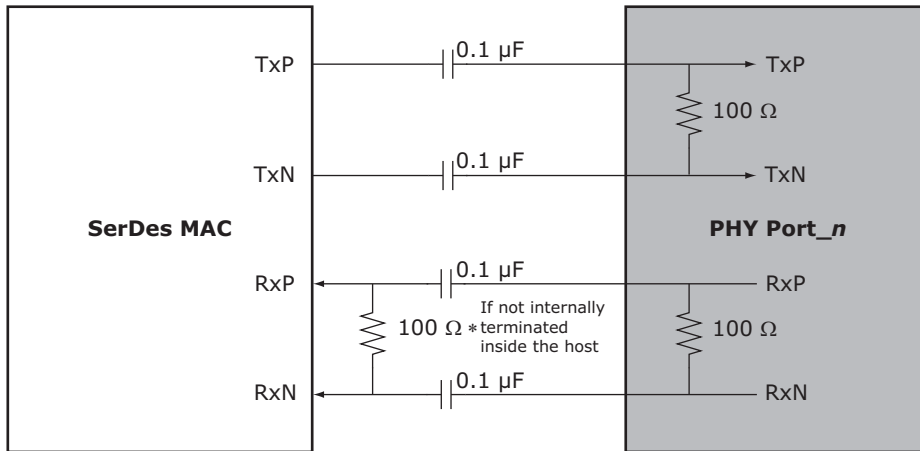 TxP
0.1 µF
TxP
100 Ω
TxN
0.1 µF
TxN
SerDes MAC
PHY Port_n
RxP
0.1 µF
RxP
100 Ω *
If not internally
terminated
inside the host
100 Ω
RxN
0.1 µF
RxN